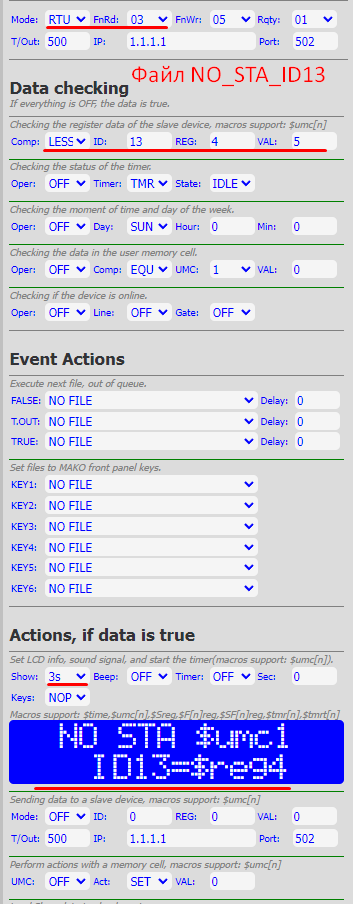 Mode: RTU FnRd: 03 FnWr: 05 Rqty: 01
T/Out: 500 IP: 1.1.1.1 Port: 502
Файл NO_STA_ID13
Data checking
If everything is OFF, the data is true.
Checking the register data of the slave device, macros support: $umc[n]
Comp: LESS ID: 13 REG: 4 VAL: 5
Checking the status of the timer.
Oper: OFF Timer: TMR State: IDLE
Checking the moment of time and day of the week.
Oper: OFF Day: SUN Hour: 0 Min: 0
Checking the data in the user memory cell.
Oper: OFF Comp: EQU UMC: 1 VAL: 0
Checking if the device is online.
Oper: OFF Line: OFF Gate: OFF
Event Actions
Execute next file, out of queue.
FALSE: NO FILE Delay: 0
T.OUT: NO FILE Delay: 0
TRUE: NO FILE Delay: 0
Set files to MAKO front panel keys.
KEY1: NO FILE
KEY2: NO FILE
KEY3: NO FILE
KEY4: NO FILE
KEY5: NO FILE
KEY6: NO FILE
Actions, if data is true
Set LCD info, sound signal, and start the timer(macros support: $umc[n]).
Show: 3s Beep: OFF Timer: OFF Sec: 0
Keys: NOP
Macros support: $time,$umc[n],$Sreg,$F[n]reg,$SF[n]reg,$tmr[n],$tmrt[n]
NO STA $umc1
ID13=$reg4
Sending data to a slave device, macros support: $umc[n]
Mode: OFF ID: 0 REG: 0 VAL: 0
T/Out: 500 IP: 1.1.1.1 Port: 502
Perform actions with a memory cell, macros support: $umc[n]
UMC: OFF Act: SET VAL: 0